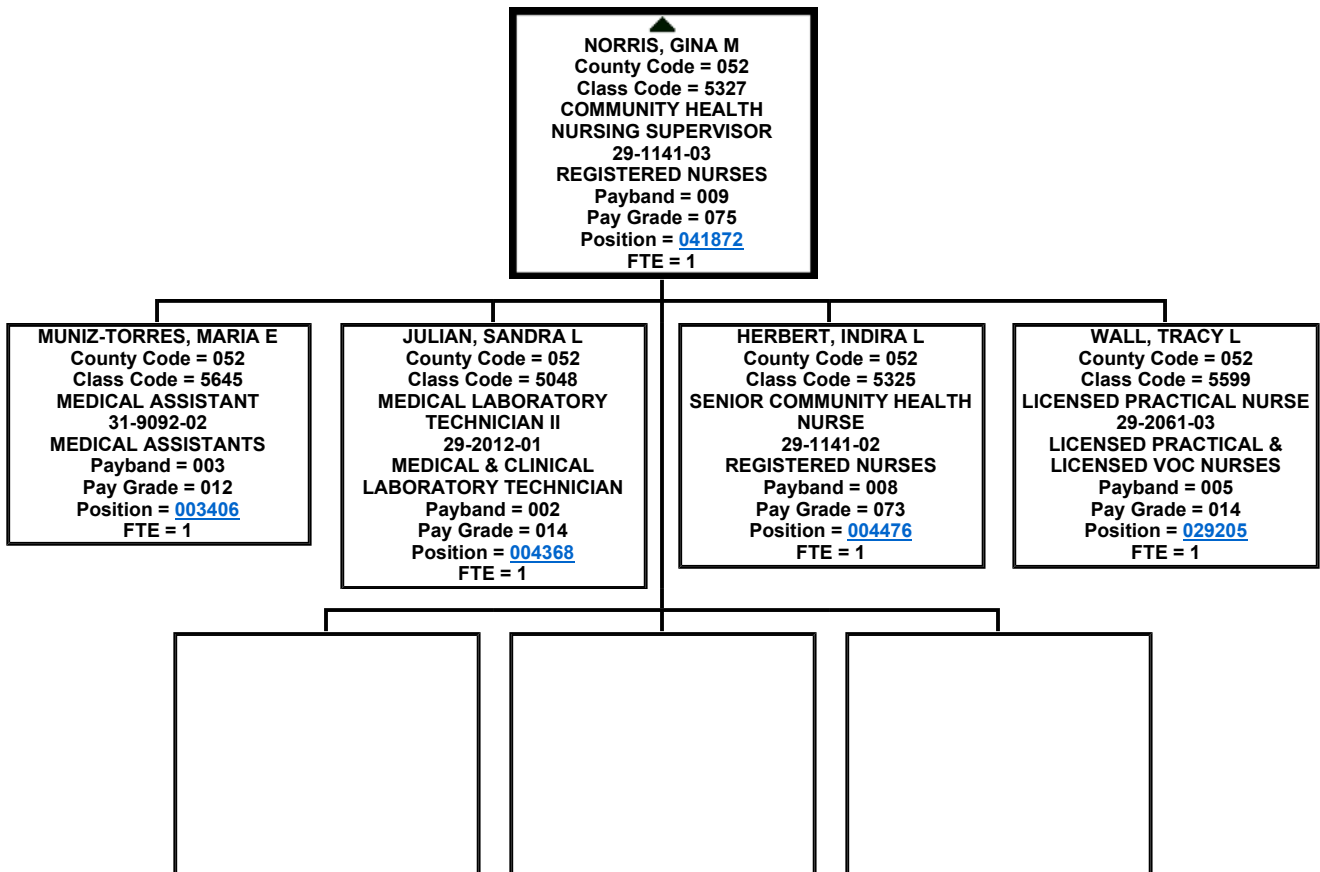 NORRIS, GINA M
County Code = 052
Class Code = 5327
COMMUNITY HEALTH
NURSING SUPERVISOR
29-1141-03
REGISTERED NURSES
Payband = 009
Pay Grade = 075
Position = 041872
FTE = 1
MUNIZ-TORRES, MARIA E
County Code = 052
Class Code = 5645
MEDICAL ASSISTANT
31-9092-02
MEDICAL ASSISTANTS
Payband = 003
Pay Grade = 012
Position = 003406
FTE = 1
JULIAN, SANDRA L
County Code = 052
Class Code = 5048
MEDICAL LABORATORY
TECHNICIAN II
29-2012-01
MEDICAL & CLINICAL
LABORATORY TECHNICIAN
Payband = 002
Pay Grade = 014
Position = 004368
FTE = 1
HERBERT, INDIRA L
County Code = 052
Class Code = 5325
SENIOR COMMUNITY HEALTH
NURSE
29-1141-02
REGISTERED NURSES
Payband = 008
Pay Grade = 073
Position = 004476
FTE = 1
WALL, TRACY L
County Code = 052
Class Code = 5599
LICENSED PRACTICAL NURSE
29-2061-03
LICENSED PRACTICAL &
LICENSED VOC NURSES
Payband = 005
Pay Grade = 014
Position = 029205
FTE = 1